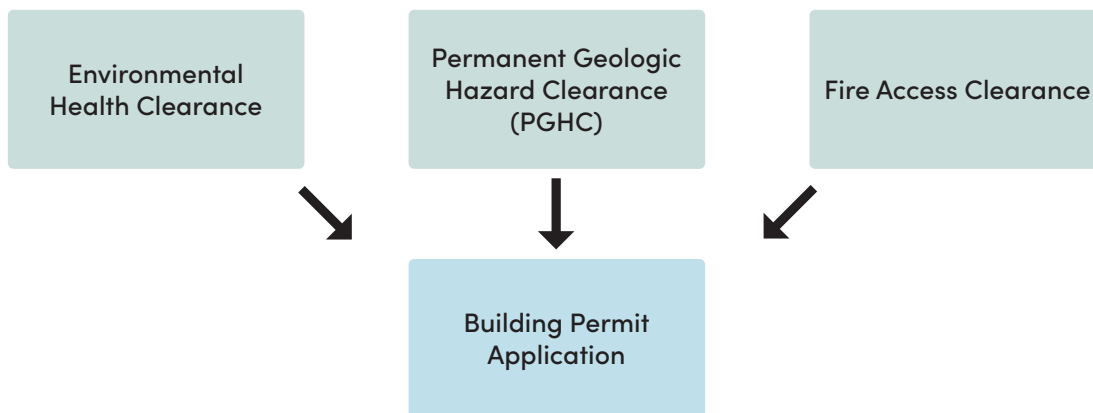 Environmental
Health Clearance
Permanent Geologic
Hazard Clearance
(PGHC)
Fire Access Clearance
Building Permit
Application